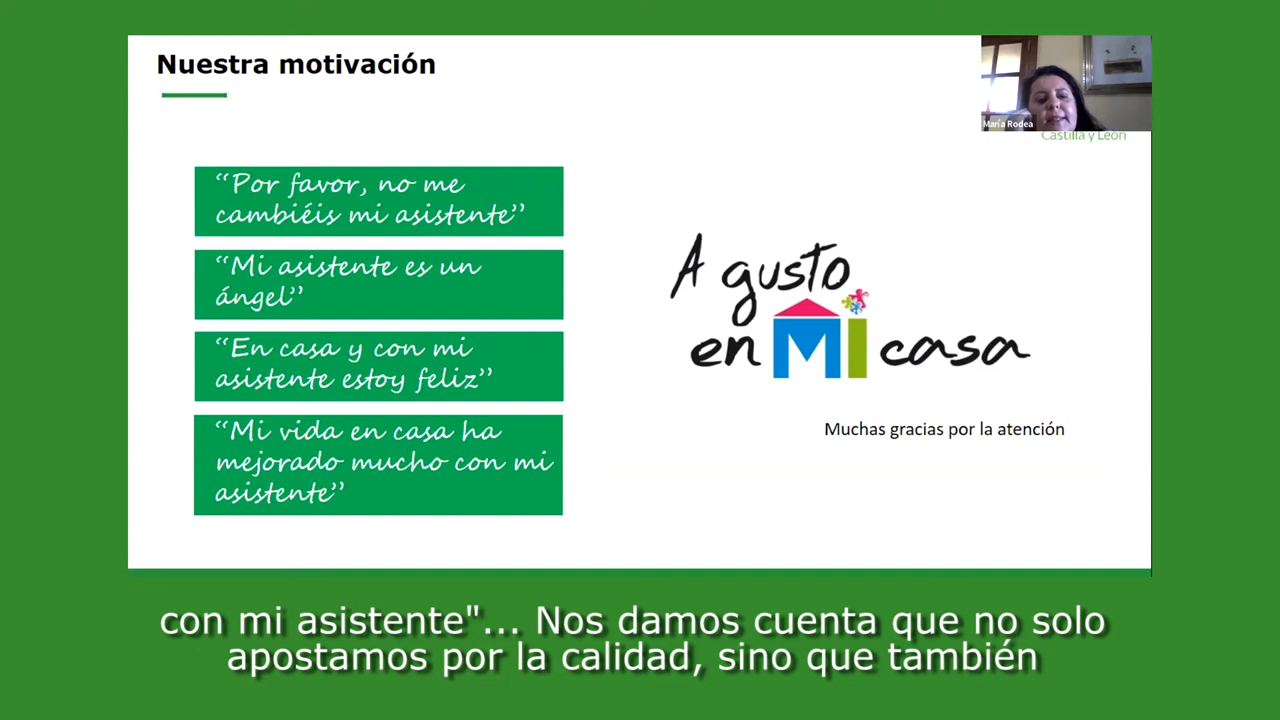 Nuestra motivación
María Rodea
Castilla y León
“Por favor, no me
cambiéis mi asistente”
“Mi asistente es un
ángel”
“En casa y con mi
asistente estoy feliz”
“Mi vida en casa ha
mejorado mucho con mi
asistente”
A gusto
en MI casa
Muchas gracias por la atención
con mi asistente"... Nos damos cuenta que no solo
apostamos por la calidad, sino que también